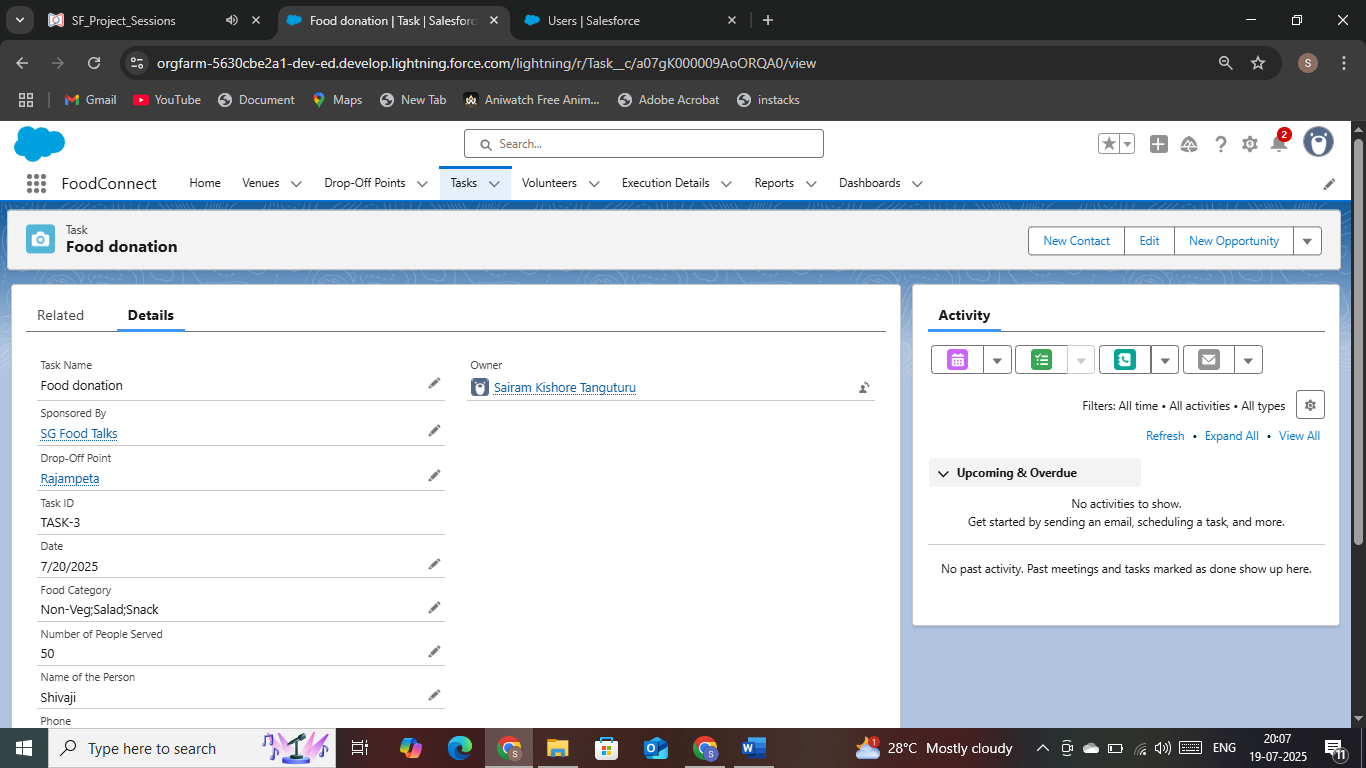 SF_Project_Sessions
Food donation | Task | Salesforc
Users | Salesforce
orgfarm-5630cbe2a1-dev-ed.develop.lightning.force.com/lightning/r/Task__c/a07gK000009AoORQA0/view
S
Gmail YouTube Document Maps New Tab Aniwatch Free Anim... Adobe Acrobat instacks
Search...
2
FoodConnect Home Venues Drop-Off Points Tasks Volunteers Execution Details Reports Dashboards
Task
Food donation
New Contact Edit New Opportunity
Related Details
Task Name
Food donation
Owner
Sairam Kishore Tanguturu
Sponsored By
SG Food Talks
Drop-Off Point
Rajampeta
Task ID
TASK-3
Date
7/20/2025
Food Category
Non-Veg;Salad;Snack
Number of People Served
50
Name of the Person
Shivaji
Phone
Activity
Filters: All time • All activities • All types
Refresh • Expand All • View All
Upcoming & Overdue
No activities to show.
Get started by sending an email, scheduling a task, and more.
No past activity. Past meetings and tasks marked as done show up here.
Type here to search
S
S
1
28°C Mostly cloudy
ENG
20:07
19-07-2025
11